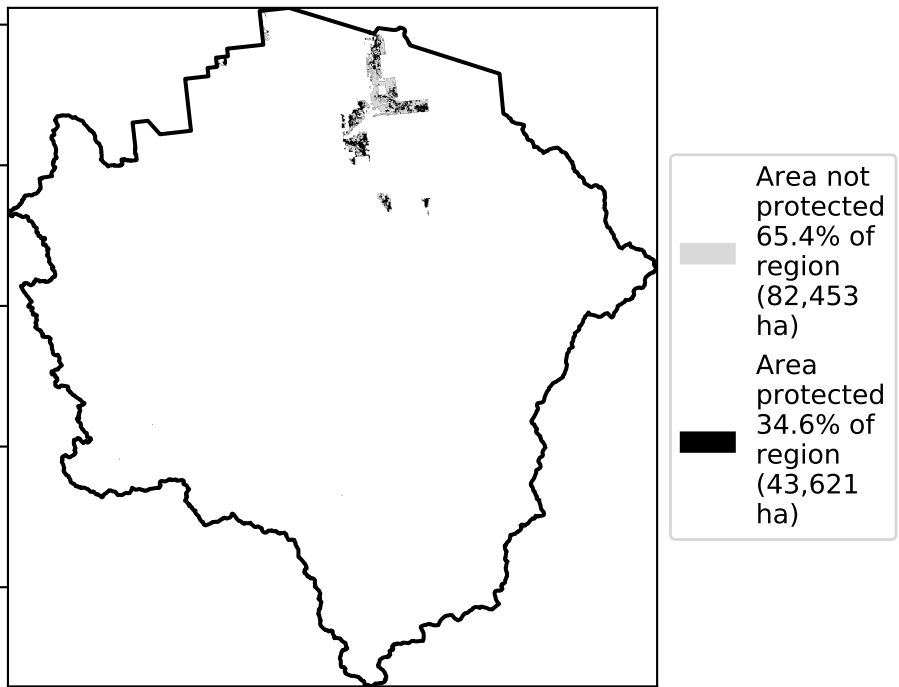 Area not
protected
65.4% of
region
(82,453
ha)
Area
protected
34.6% of
region
(43,621
ha)